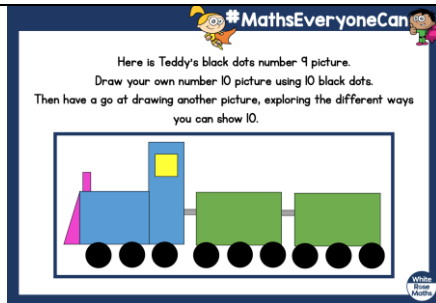 #MathsEveryoneCan
Here is Teddy's black dots number 9 picture.
Draw your own number 10 picture using 10 black dots.
Then have a go at drawing another picture, exploring the different ways
you can show 10.
White
Rose
Maths